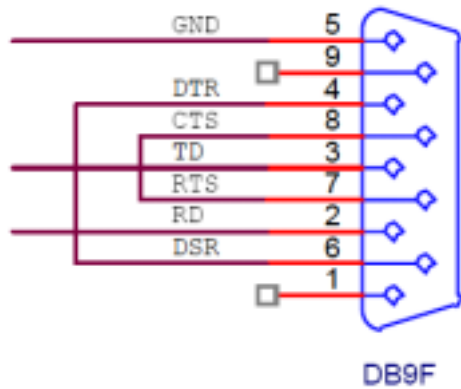 GND 5
9
DTR 4
CTS 8
TD 3
RTS 7
RD 2
DSR 6
1
DB9F